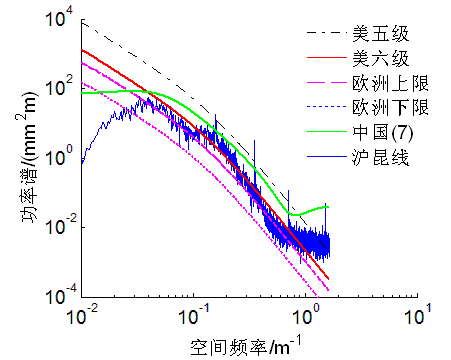 功率谱/(mm^2m)
10^4
10^2
10^0
10^-2
10^-4
10^-2
10^-1
10^0
10^1
空间频率/m^-1
美五级
美六级
欧洲上限
欧洲下限
中国(7)
沪昆线